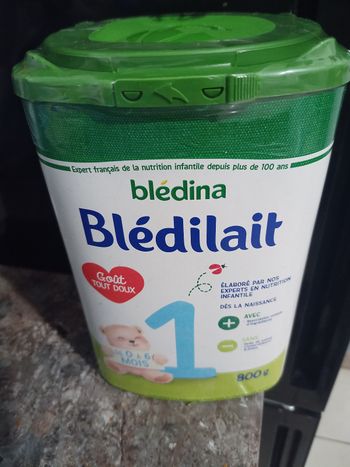 Expert français de la nutrition infantile depuis plus de 100 ans
blédina
Blédilait
Goût
TOUT DOUX
ÉLABORÉ PAR NOS
EXPERTS EN NUTRITION
INFANTILE
DÈS LA NAISSANCE
1
AVEC
SANS
DE 0 à 6
MOIS
800 g